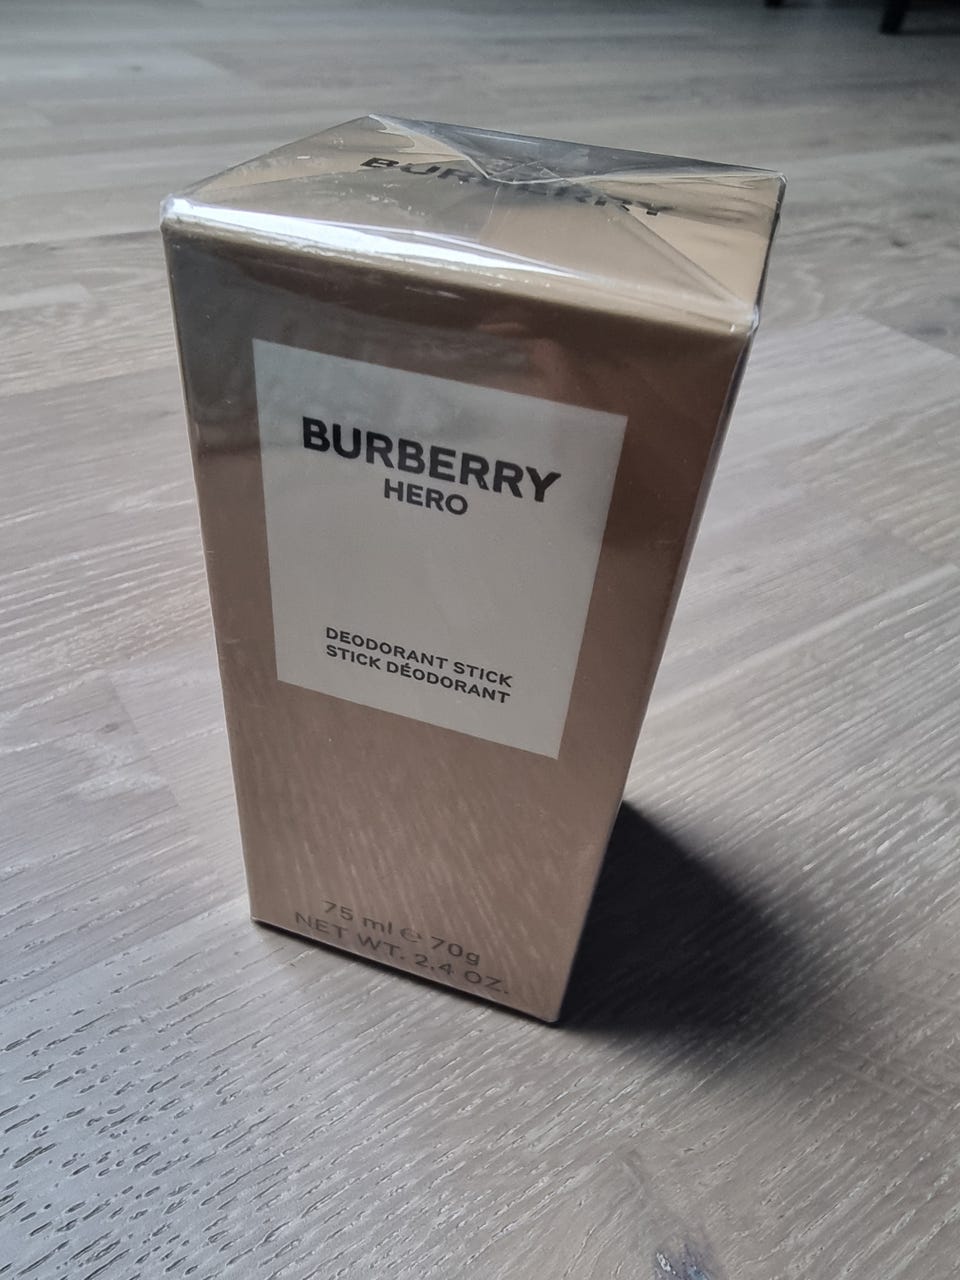 BURBERRY
BURBERRY
HERO
DEODORANT STICK
STICK DÉODORANT
75 ml ℮ 70g
NET WT. 2.4 OZ.